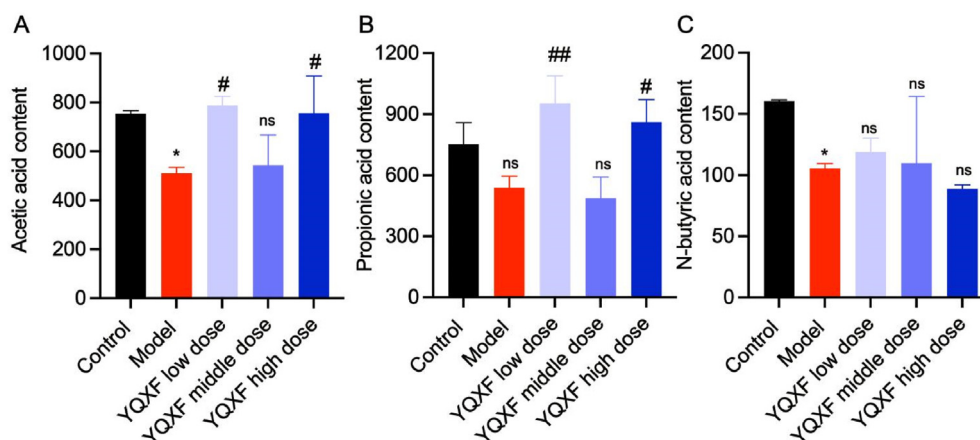 A
Acetic acid content
1000
800
600
400
200
0
*
#
ns
#
Control
Model
YQXF low dose
YQXF middle dose
YQXF high dose
B
Propionic acid content
1200
900
600
300
0
ns
##
ns
#
Control
Model
YQXF low dose
YQXF middle dose
YQXF high dose
C
N-butyric acid content
200
150
100
50
0
*
ns
ns
ns
Control
Model
YQXF low dose
YQXF middle dose
YQXF high dose